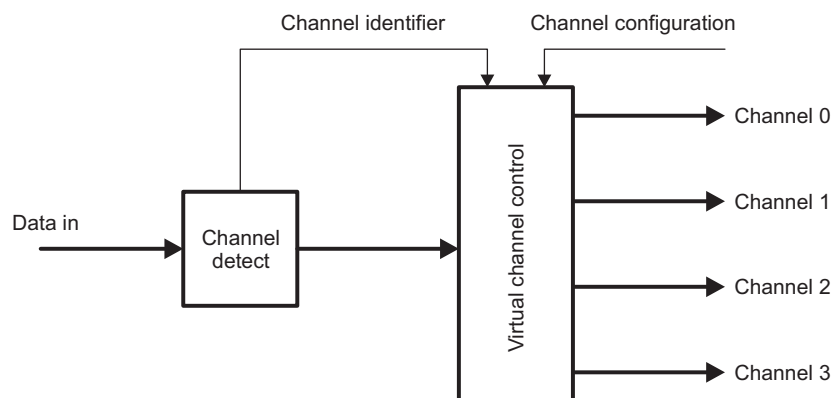 Channel identifier
Channel configuration
Channel 0
Channel 1
Data in
Channel
detect
Virtual channel control
Channel 2
Channel 3